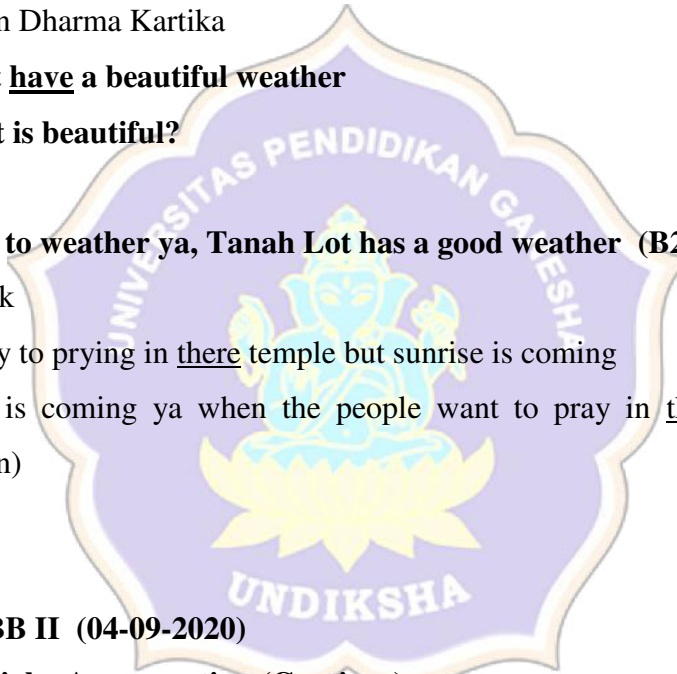 n Dharma Kartika
have a beautiful weather
t is beautiful?
UNIVERSITAS PENDIDIKAN GANESHA
to weather ya, Tanah Lot has a good weather (B2
k
y to prying in there temple but sunrise is coming
is coming ya when the people want to pray in
n)
UNDIKSHA
BB II (04-09-2020)